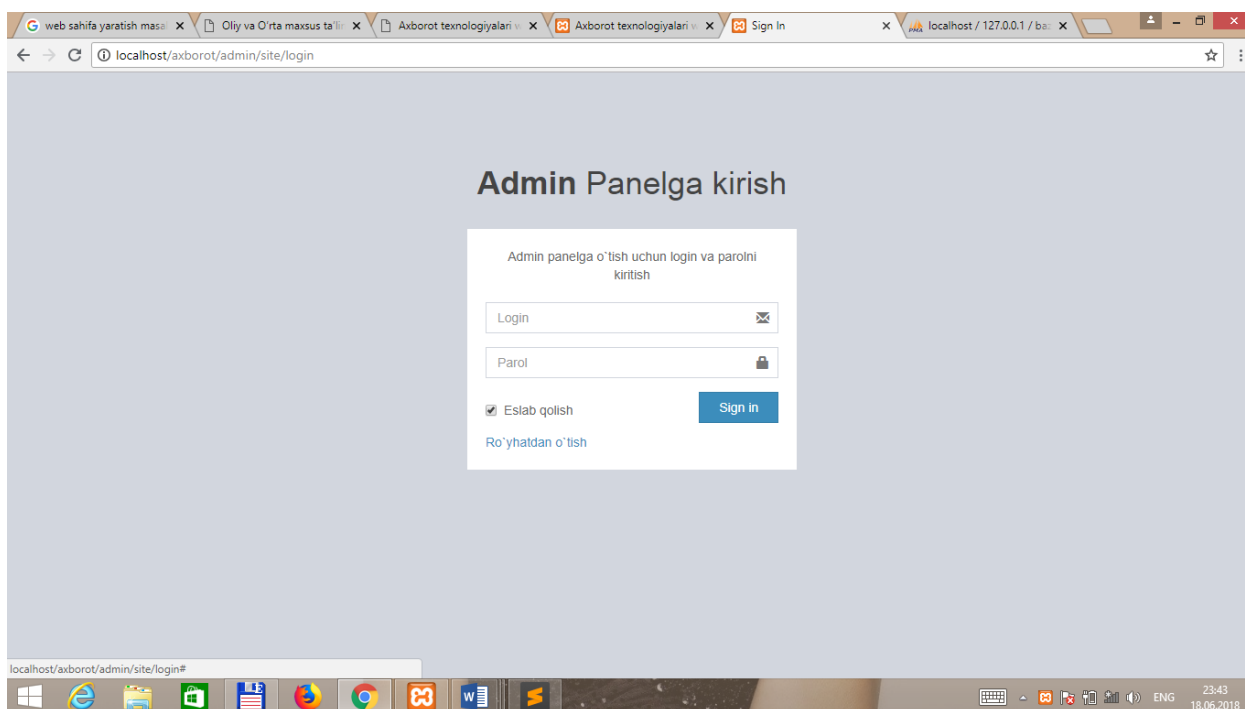 web sahifa yaratish masa
Oliy va O'rta maxsus ta'lir
Axborot texnologiyalari v
Axborot texnologiyalari v
Sign In
localhost / 127.0.0.1 / ba
localhost/axborot/admin/site/login
Admin Panelga kirish
Admin panelga o`tish uchun login va parolni
kiritish
Login
Parol
Eslab qolish
Sign in
Ro`yhatdan o`tish
localhost/axborot/admin/site/login#
ENG
23:43
18.06.2018